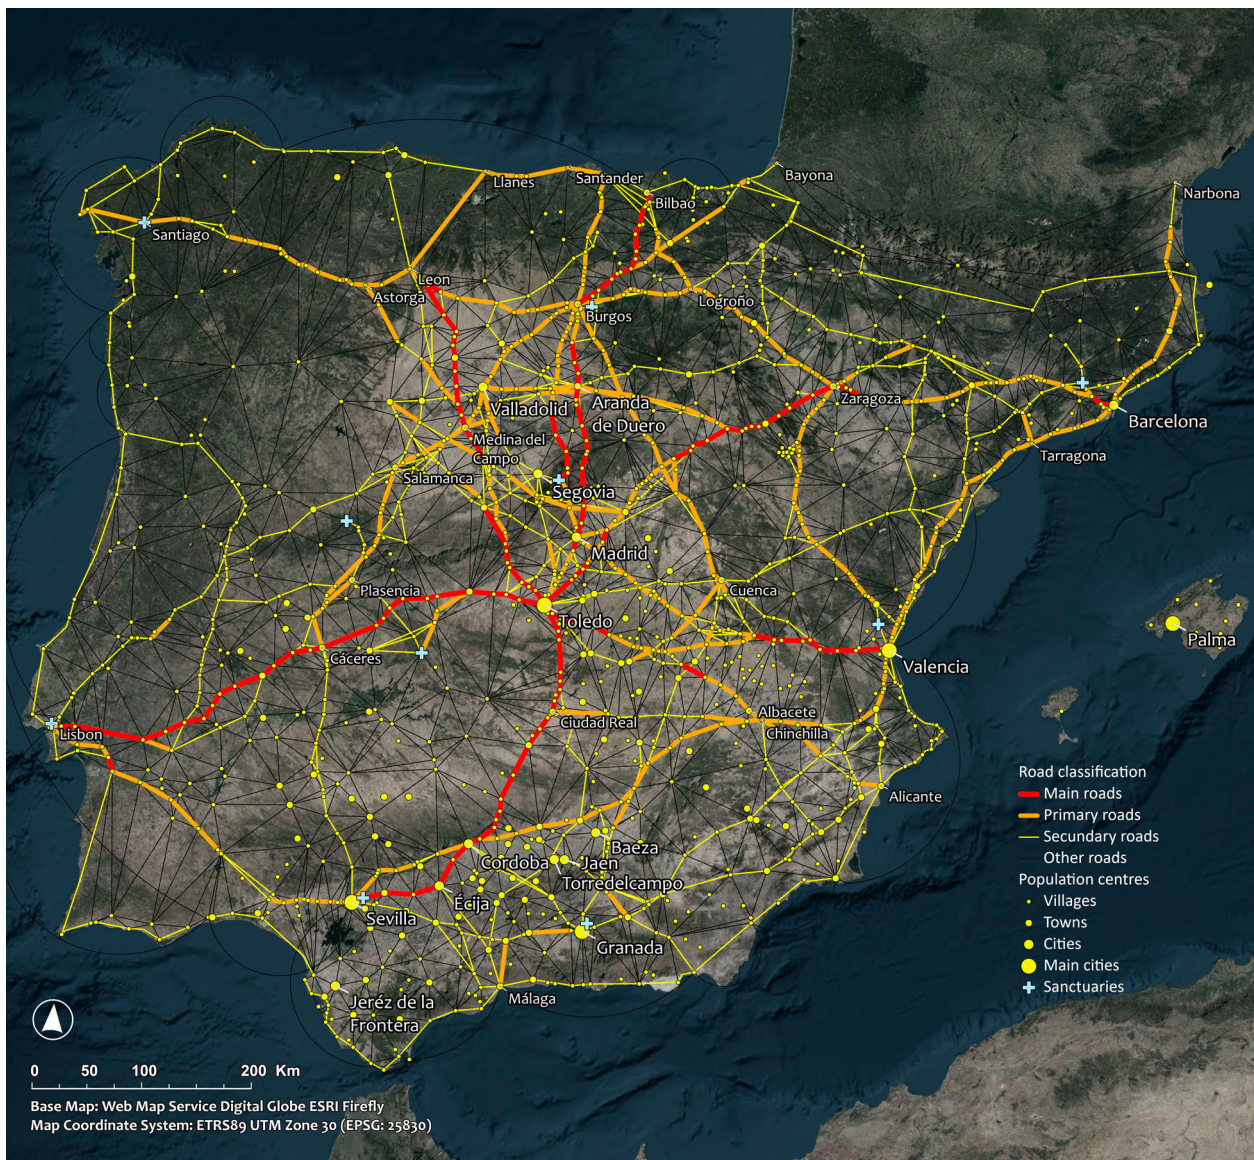 Bayona
Llanes
Santander
Narbona
Bilbao
Santiago
Leon
Astorga
Logroño
Burgos
Zaragoza
Valladolid
Aranda
de Duero
Barcelona
Medina del
Campo
Tarragona
Salamanca
Segovia
Madrid
Plasencia
Cuenca
Toledo
Palma
Cáceres
Valencia
Lisbon
Ciudad Real
Albacete
Chinchilla
Alicante
Baeza
Cordoba
Jaen
Torredelcampo
Écija
Sevilla
Granada
Málaga
Jeréz de la
Frontera
Road classification
Main roads
Primary roads
Secundary roads
Other roads
Population centres
Villages
Towns
Cities
Main cities
Sanctuaries
0 50 100 200 Km
Base Map: Web Map Service Digital Globe ESRI Firefly
Map Coordinate System: ETRS89 UTM Zone 30 (EPSG: 25830)